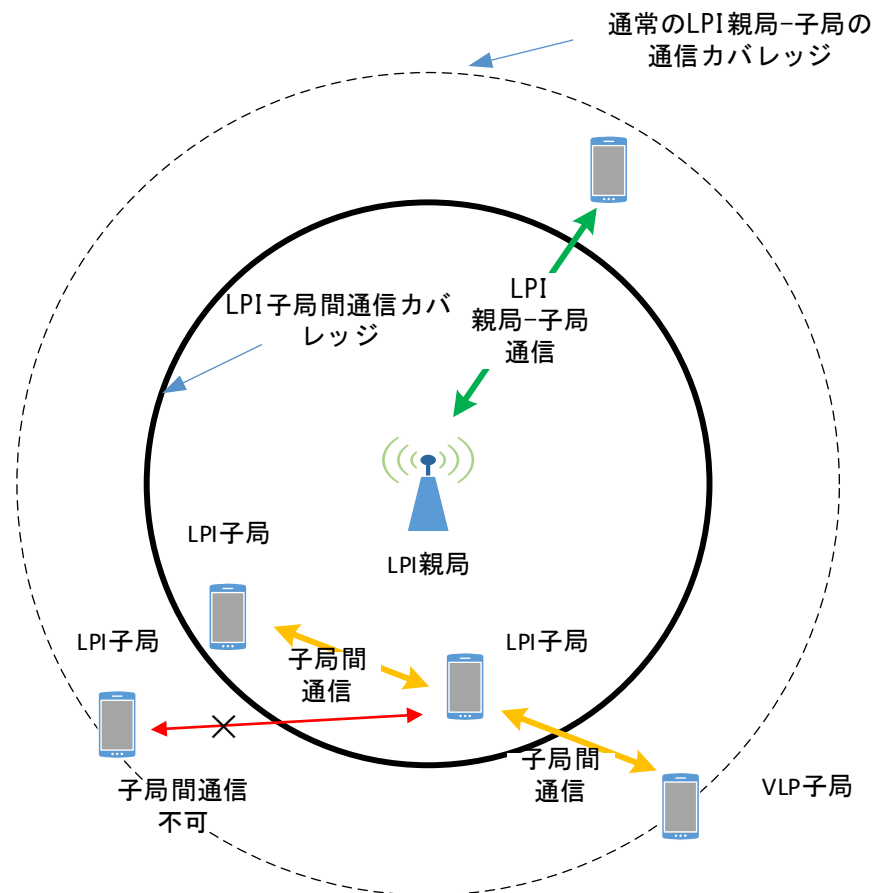 通常のLPI親局-子局の
通信カバレッジ
LPI子局間通信カバ
レッジ
LPI
親局-子局
通信
LPI親局
LPI子局
LPI子局
LPI子局
子局間
通信
子局間通信
不可
子局間
通信
VLP子局